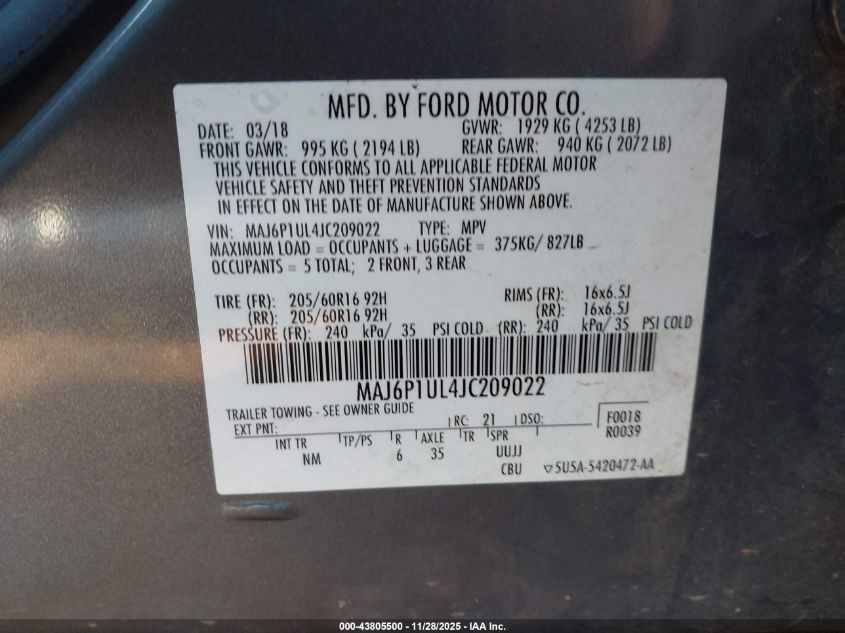 MFD. BY FORD MOTOR CO.
DATE: 03/18 GVWR: 1929 KG ( 4253 LB)
FRONT GAWR: 995 KG ( 2194 LB) REAR GAWR: 940 KG ( 2072 LB)
THIS VEHICLE CONFORMS TO ALL APPLICABLE FEDERAL MOTOR
VEHICLE SAFETY AND THEFT PREVENTION STANDARDS
IN EFFECT ON THE DATE OF MANUFACTURE SHOWN ABOVE.
VIN: MAJ6P1UL4JC209022 TYPE: MPV
MAXIMUM LOAD = OCCUPANTS + LUGGAGE = 375KG/ 827LB
OCCUPANTS = 5 TOTAL; 2 FRONT, 3 REAR
TIRE (FR): 205/60R16 92H RIMS (FR): 16x6.5J
(RR): 205/60R16 92H (RR): 16x6.5J
PRESSURE (FR): 240 kPa/ 35 PSI COLD (RR): 240 kPa/ 35 PSI COLD
MAJ6P1UL4JC209022
TRAILER TOWING - SEE OWNER GUIDE
EXT PNT: RC: 21 DSO: F0018
R0039
INT TR TP/PS R AXLE TR SPR
NM 6 35 UUJJ
CBU 5U5A-5420472-AA
000-43805500 - 11/28/2025 - IAA Inc.